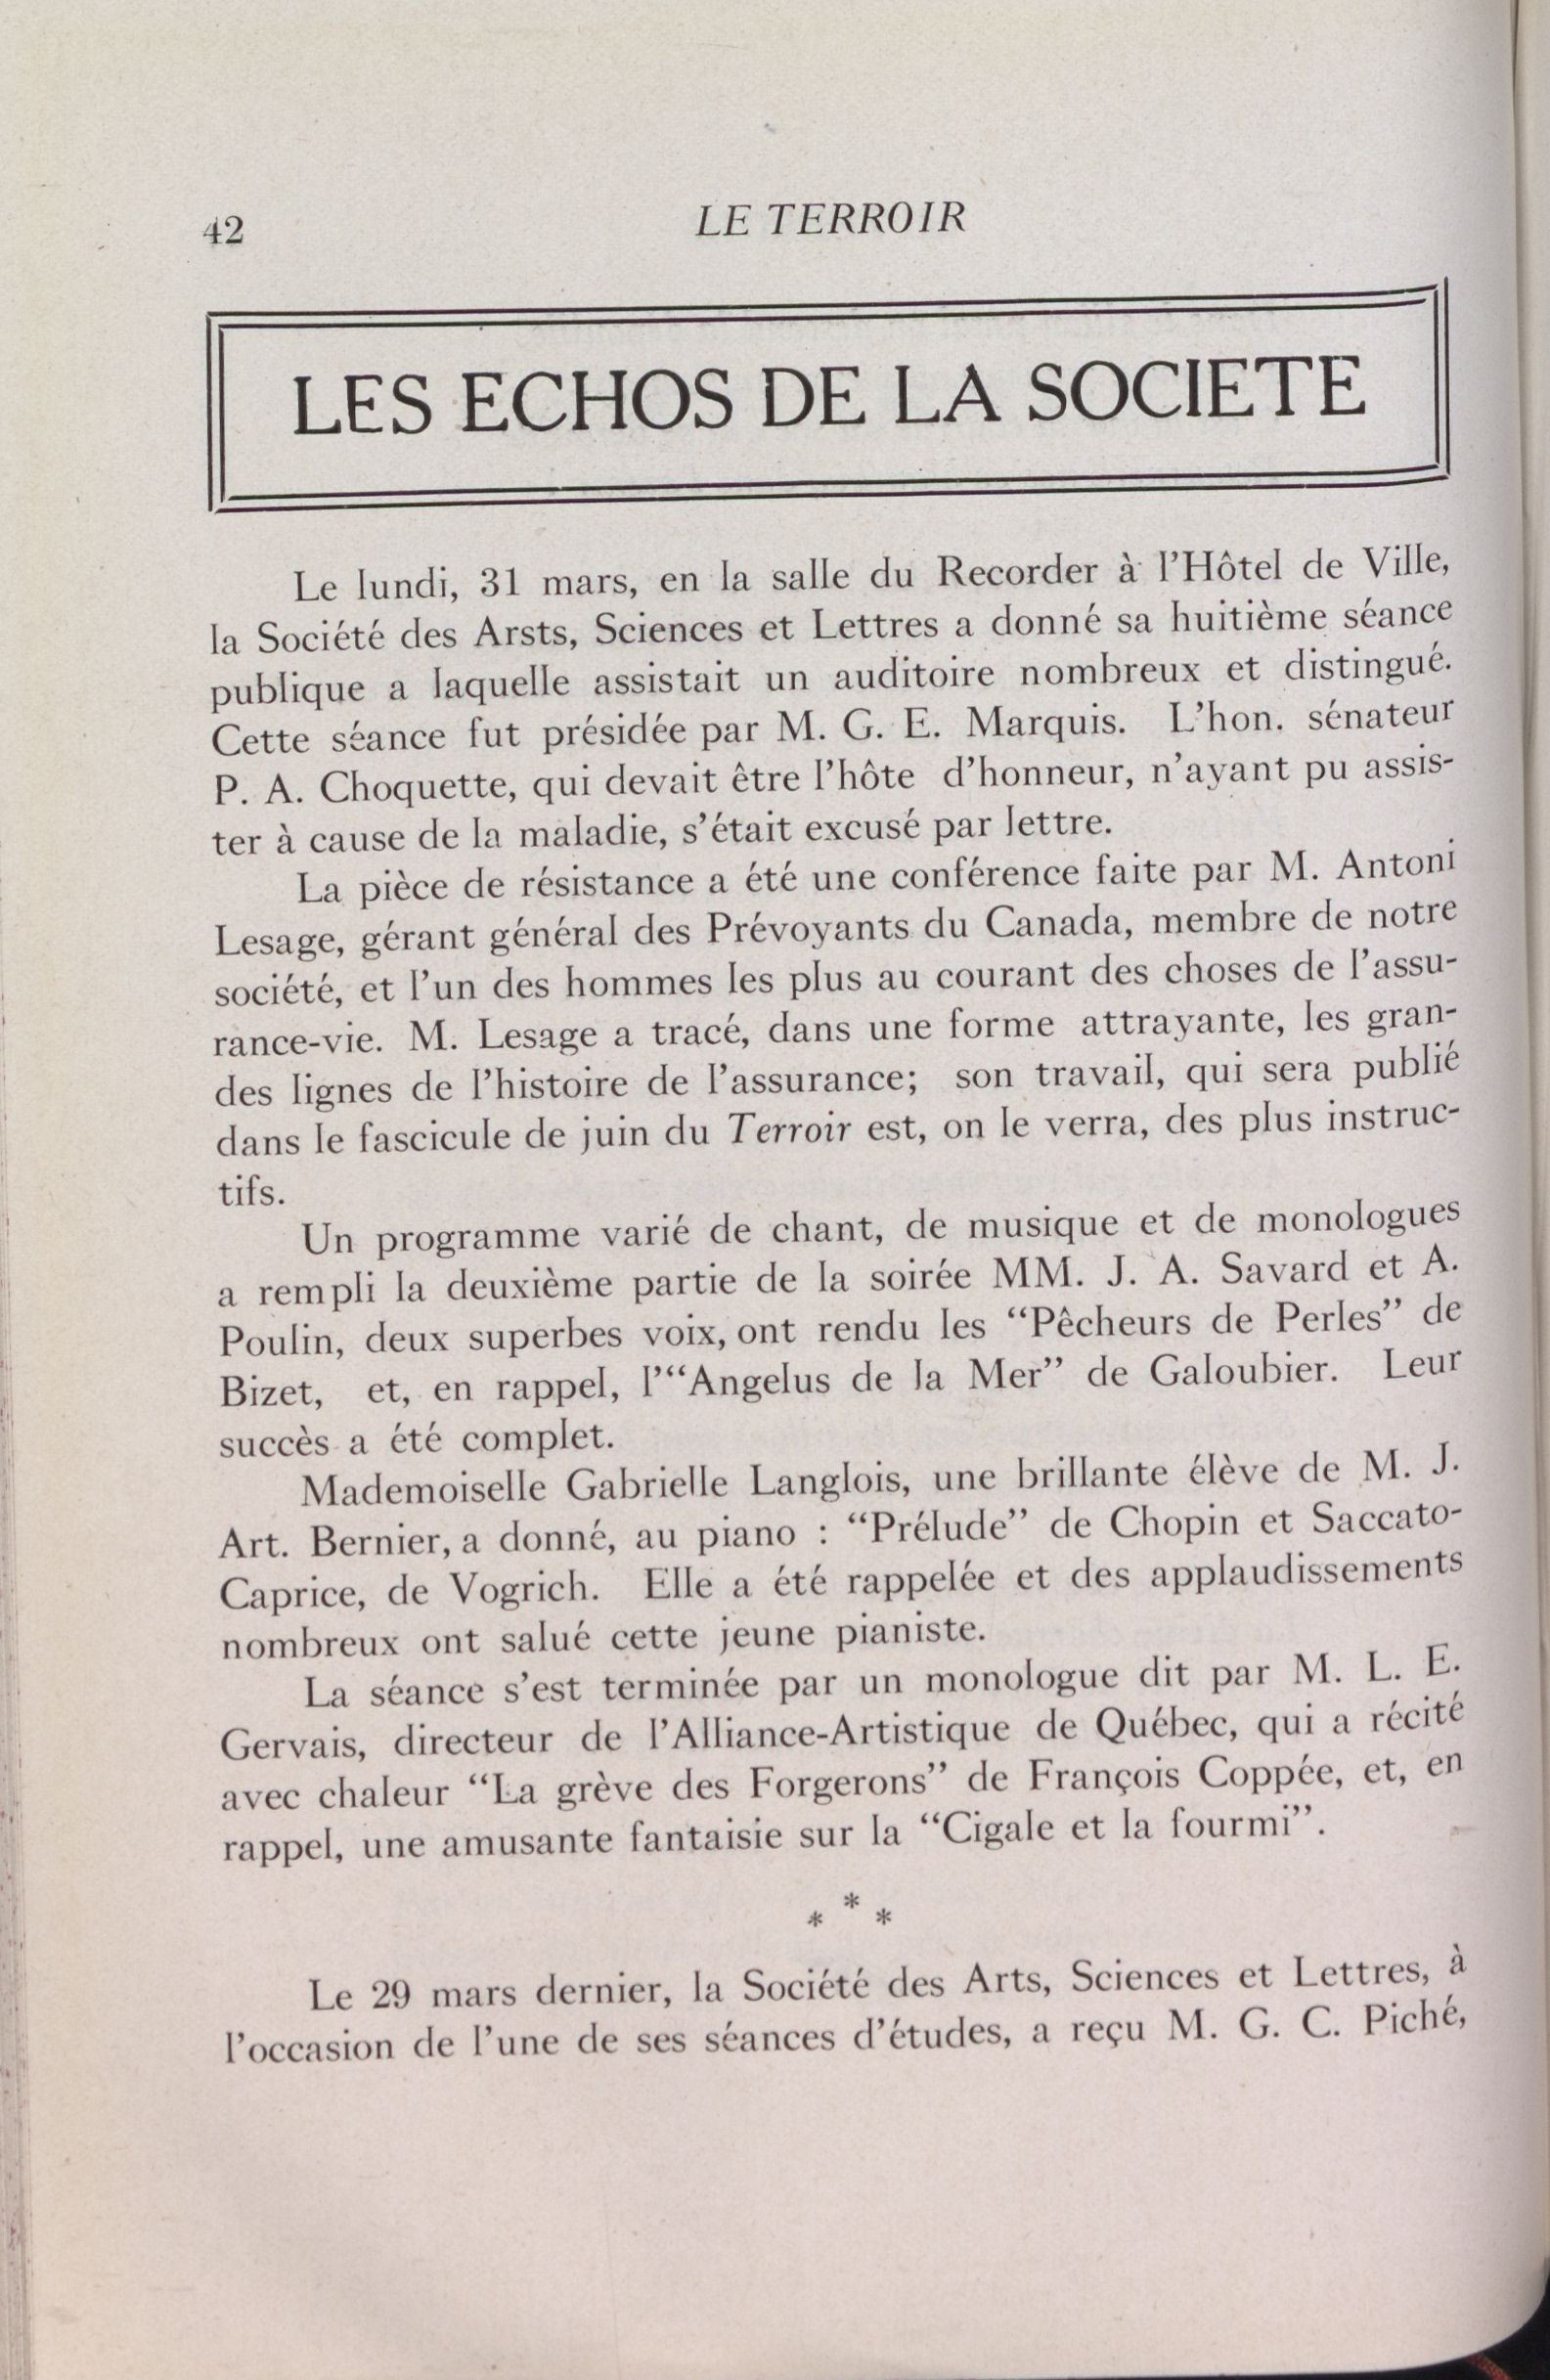 42
LE TERROIR
LES ECHOS DE LA SOCIETE
Le lundi, 31 mars, en la salle du Recorder à l'Hôtel de Ville,
la Société des Arsts, Sciences et Lettres a donné sa huitième séance
publique a laquelle assistait un auditoire nombreux et distingué.
Cette séance fut présidée par M. G. E. Marquis. L'hon. sénateur
P. A. Choquette, qui devait être l'hôte d'honneur, n'ayant pu assis-
ter à cause de la maladie, s'était excusé par lettre.
La pièce de résistance a été une conférence faite par M. Antoni
Lesage, gérant général des Prévoyants du Canada, membre de notre
société, et l'un des hommes les plus au courant des choses de l'assu-
rance-vie. M. Lesage a tracé, dans une forme attrayante, les gran-
des lignes de l'histoire de l'assurance; son travail, qui sera publié
dans le fascicule de juin du Terroir est, on le verra, des plus instruc-
tifs.
Un programme varié de chant, de musique et de monologues
a rempli la deuxième partie de la soirée MM. J. A. Savard et A.
Poulin, deux superbes voix, ont rendu les “Pêcheurs de Perles” de
Bizet, et, en rappel, l'“Angelus de la Mer” de Galoubier. Leur
succès a été complet.
Mademoiselle Gabrielle Langlois, une brillante élève de M. J.
Art. Bernier, a donné, au piano : “Prélude” de Chopin et Saccato-
Caprice, de Vogrich. Elle a été rappelée et des applaudissements
nombreux ont salué cette jeune pianiste.
La séance s'est terminée par un monologue dit par M. L. E.
Gervais, directeur de l'Alliance-Artistique de Québec, qui a récité
avec chaleur “La grève des Forgerons” de François Coppée, et, en
rappel, une amusante fantaisie sur la “Cigale et la fourmi”.
* * *
Le 29 mars dernier, la Société des Arts, Sciences et Lettres, à
l'occasion de l'une de ses séances d'études, a reçu M. G. C. Piché,